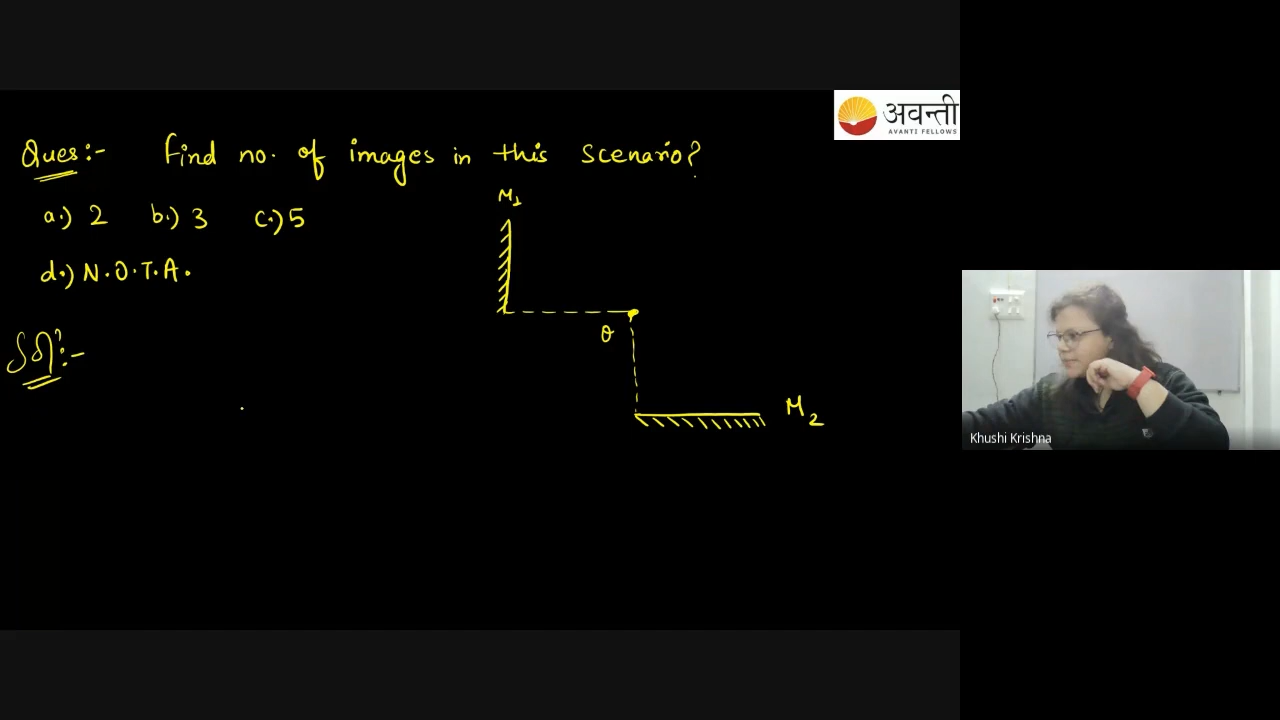 अवन्ती
AVANTI FELLOWS
Ques:- Find no. of images in this scenario?
a.) 2 b.) 3 c.) 5
d.) N.O.T.A.
Sol^n:-
M1
θ
M2
Khushi Krishna